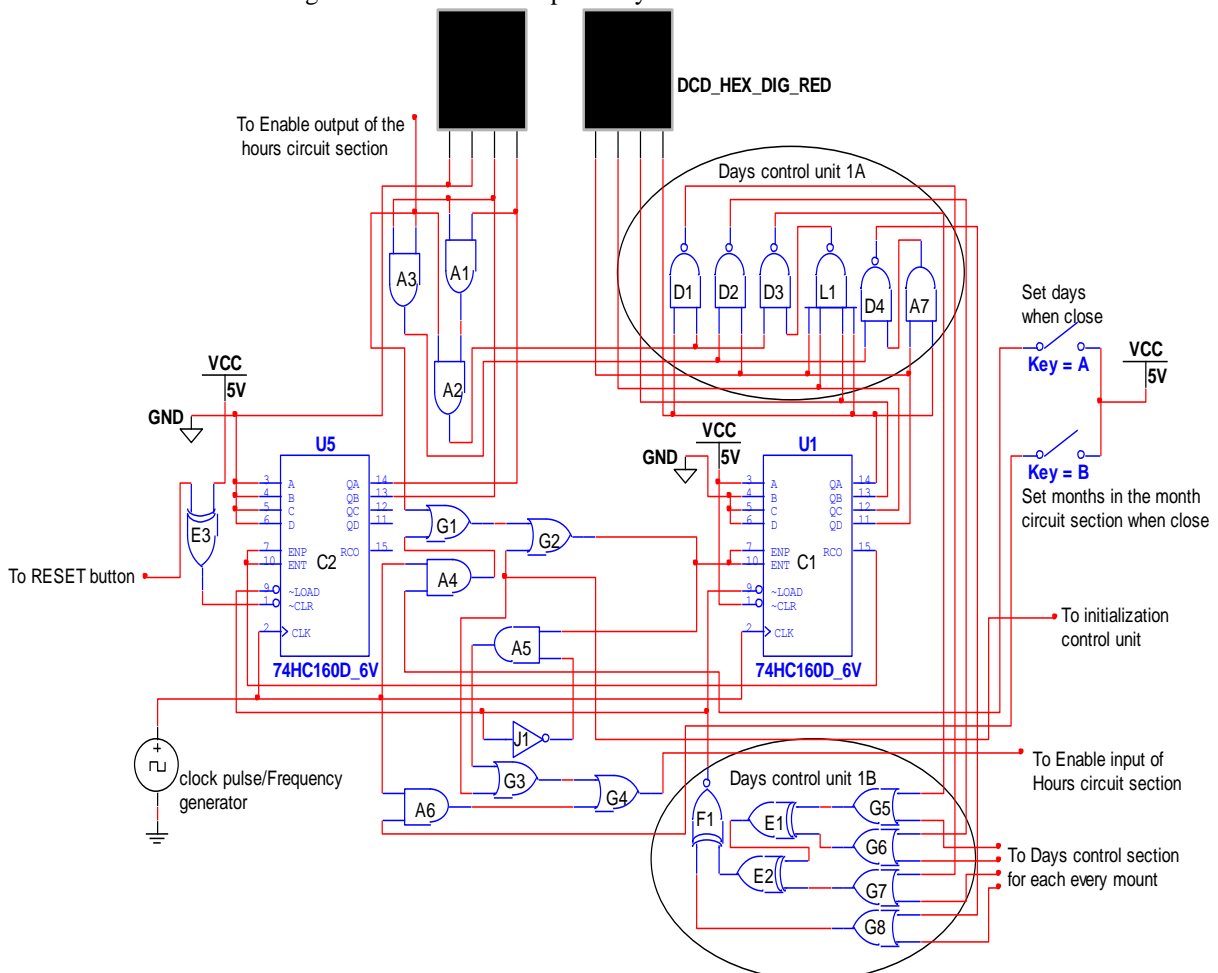 DCD_HEX_DIG_RED
To Enable output of the
hours circuit section
Days control unit 1A
A3
A1
A2
D1
D2
D3
L1
D4
A7
Set days
when close
Key = A
VCC
5V
Key = B
Set months in the month
circuit section when close
VCC
5V
GND
U5
3 A QA 14
4 B QB 13
5 C QC 12
6 D QD 11
7 ENP RCO 15
10 ENT
9 ~LOAD
1 ~CLR
2 CLK
C2
74HC160D_6V
E3
To RESET button
G1
G2
A4
A5
VCC
5V
GND
U1
3 A QA 14
4 B QB 13
5 C QC 12
6 D QD 11
7 ENP RCO 15
10 ENT
9 ~LOAD
1 ~CLR
2 CLK
C1
74HC160D_6V
To initialization
control unit
J1
G3
G4
A6
clock pulse/Frequency
generator
To Enable input of
Hours circuit section
Days control unit 1B
F1
E1
E2
G5
G6
G7
G8
To Days control section
for each every mount